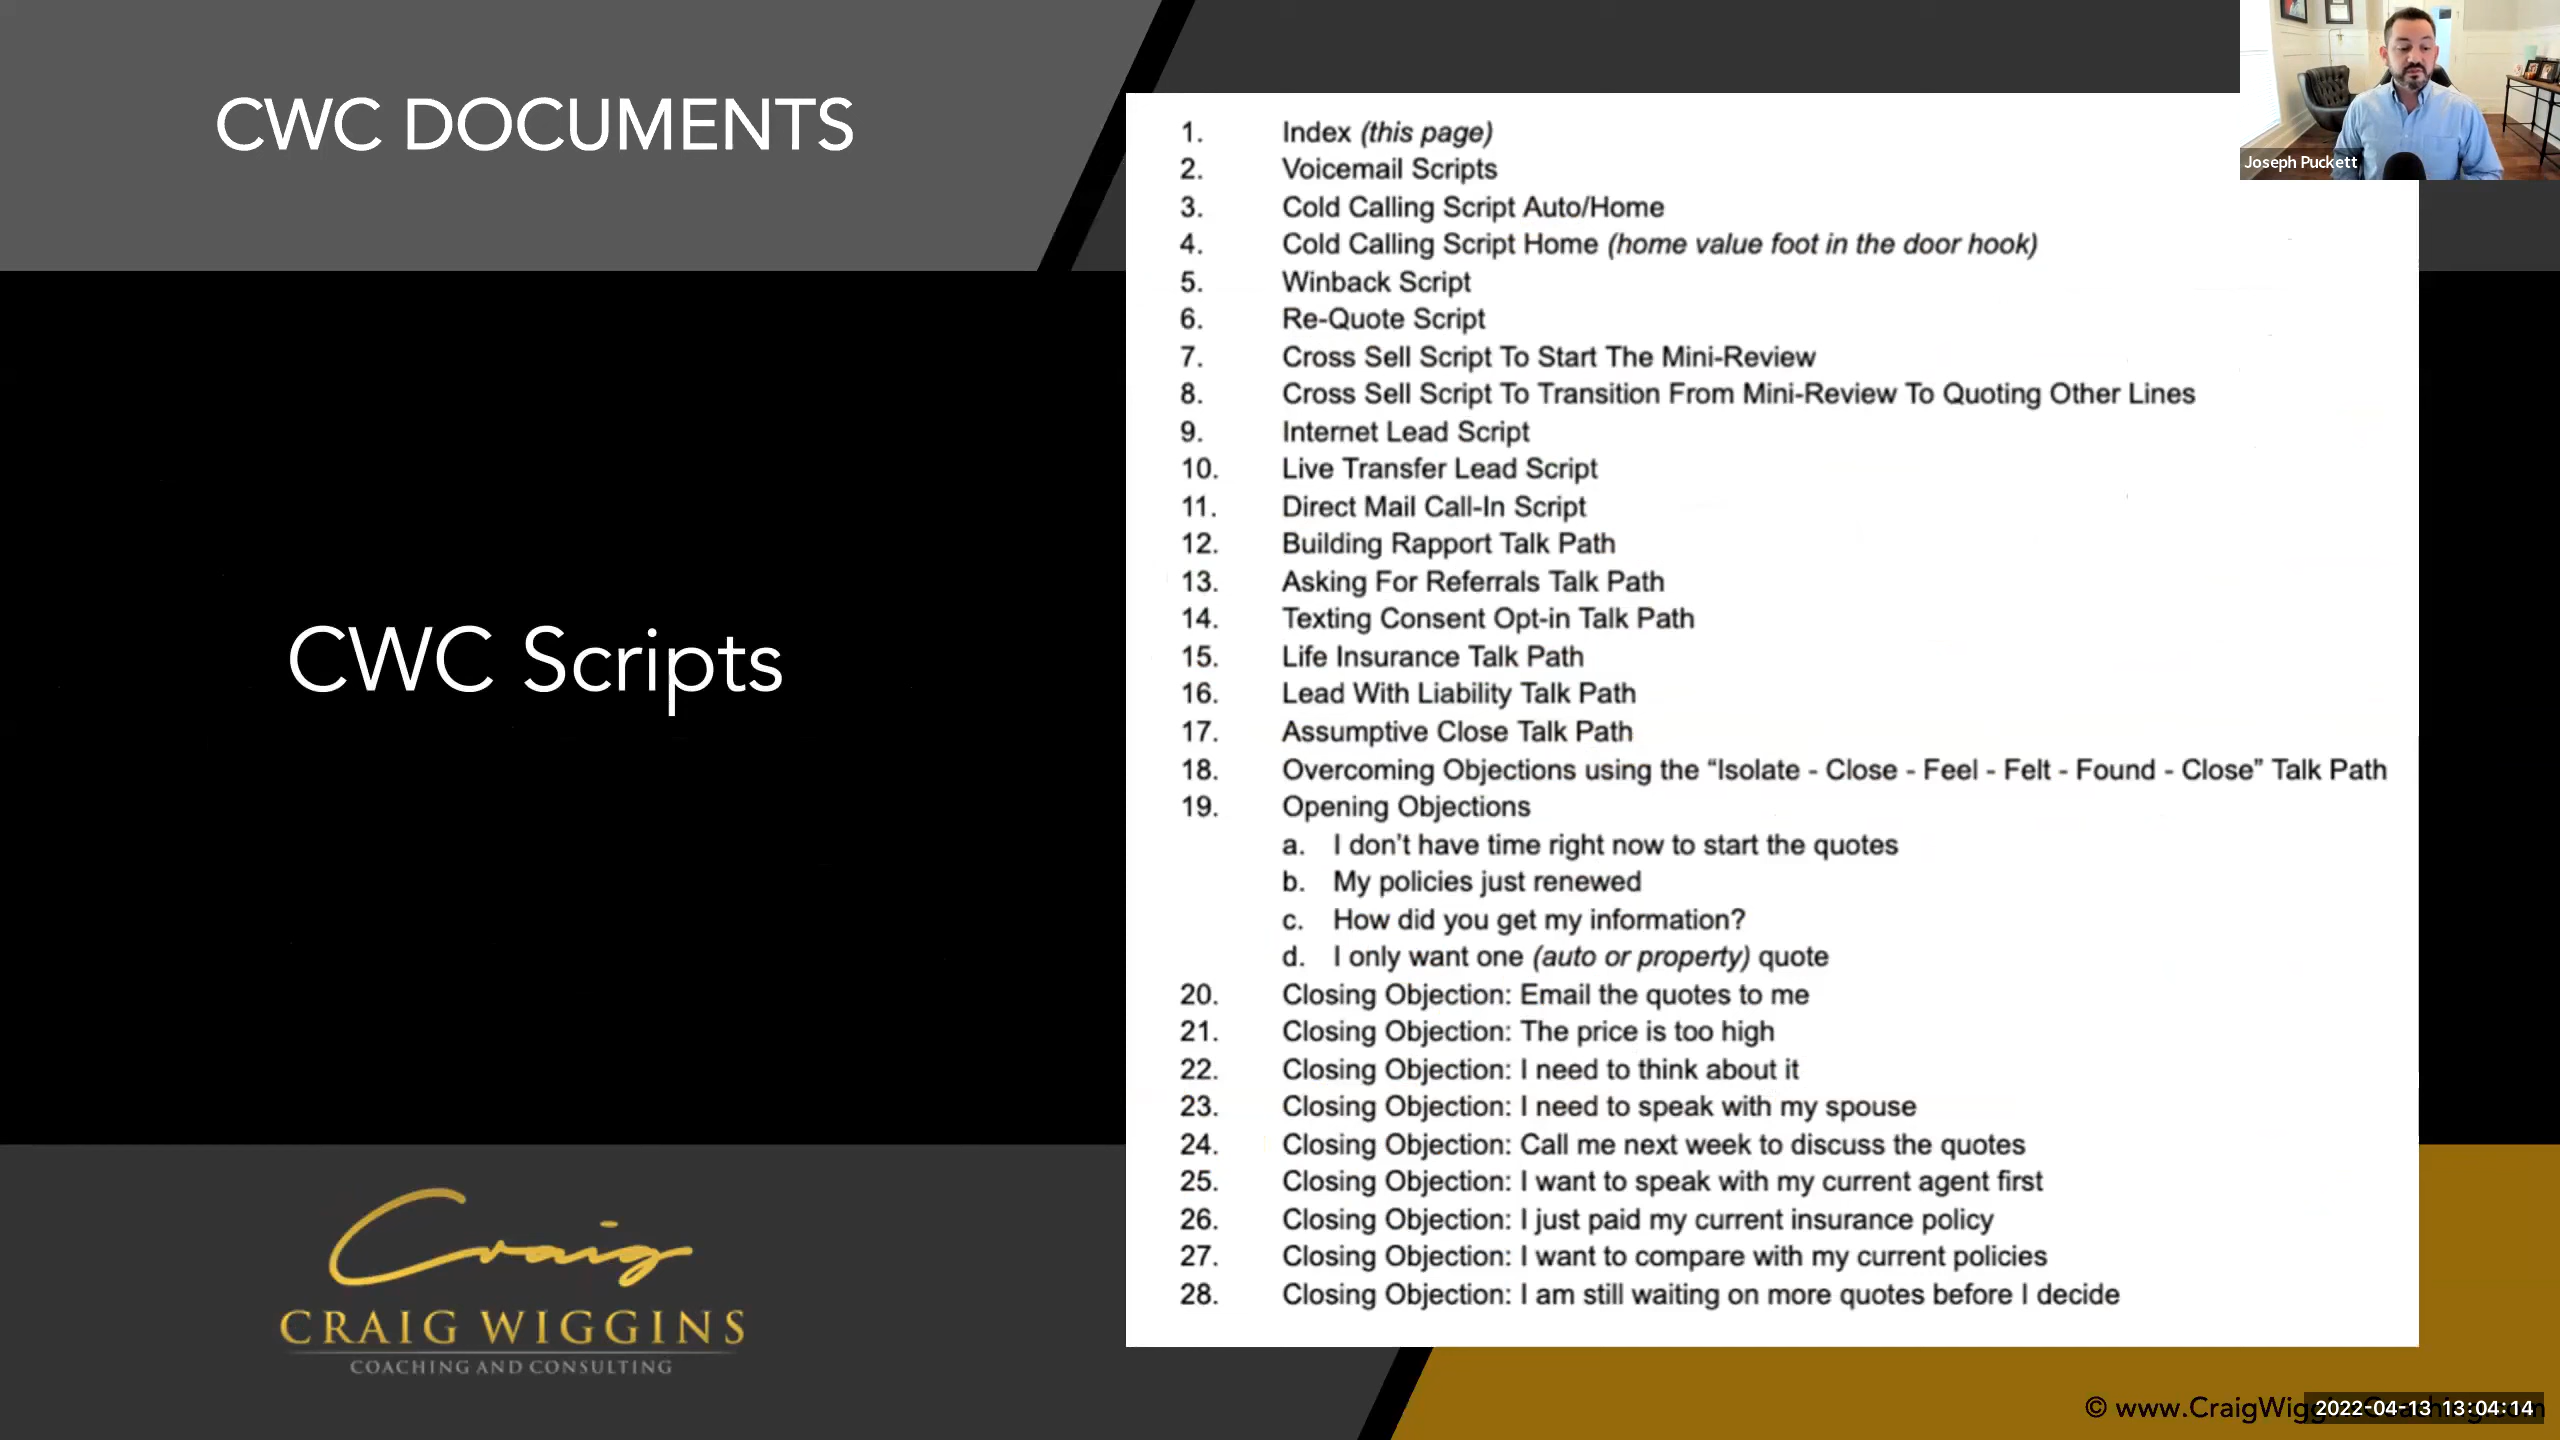 CWC DOCUMENTS
CWC Scripts
1. Index (this page)
2. Voicemail Scripts
3. Cold Calling Script Auto/Home
4. Cold Calling Script Home (home value foot in the door hook)
5. Winback Script
6. Re-Quote Script
7. Cross Sell Script To Start The Mini-Review
8. Cross Sell Script To Transition From Mini-Review To Quoting Other Lines
9. Internet Lead Script
10. Live Transfer Lead Script
11. Direct Mail Call-In Script
12. Building Rapport Talk Path
13. Asking For Referrals Talk Path
14. Texting Consent Opt-in Talk Path
15. Life Insurance Talk Path
16. Lead With Liability Talk Path
17. Assumptive Close Talk Path
18. Overcoming Objections using the “Isolate - Close - Feel - Felt - Found - Close” Talk Path
19. Opening Objections
a. I don't have time right now to start the quotes
b. My policies just renewed
c. How did you get my information?
d. I only want one (auto or property) quote
20. Closing Objection: Email the quotes to me
21. Closing Objection: The price is too high
22. Closing Objection: I need to think about it
23. Closing Objection: I need to speak with my spouse
24. Closing Objection: Call me next week to discuss the quotes
25. Closing Objection: I want to speak with my current agent first
26. Closing Objection: I just paid my current insurance policy
27. Closing Objection: I want to compare with my current policies
28. Closing Objection: I am still waiting on more quotes before I decide
Joseph Puckett
Craig
CRAIG WIGGINS
COACHING AND CONSULTING
© www.CraigWigginsCoaching.com
2022-04-13 13:04:14